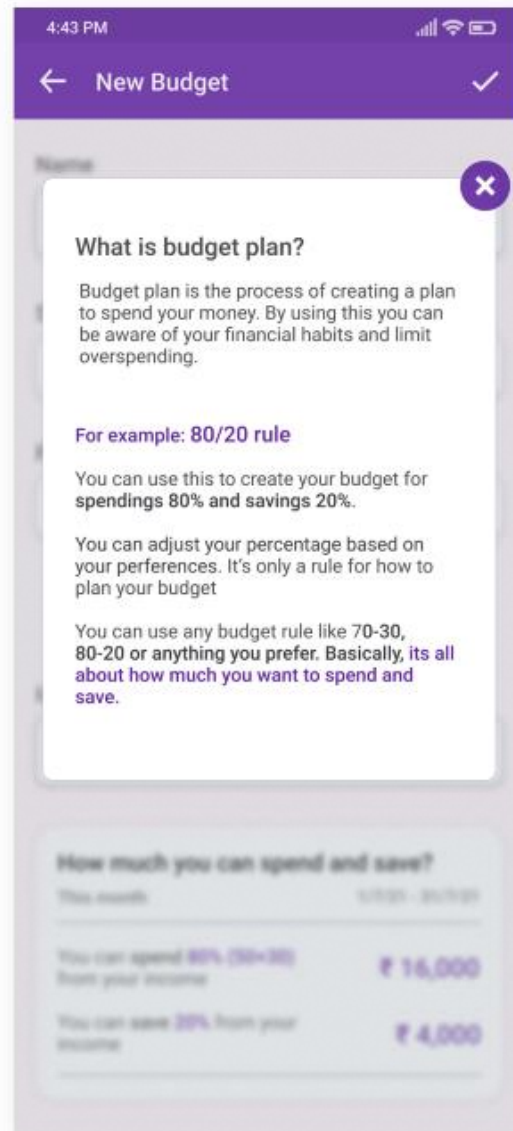 4:43 PM
New Budget
Name
What is budget plan?
Budget plan is the process of creating a plan
to spend your money. By using this you can
be aware of your financial habits and limit
overspending.
For example: 80/20 rule
You can use this to create your budget for
spendings 80% and savings 20%.
You can adjust your percentage based on
your perferences. It's only a rule for how to
plan your budget
You can use any budget rule like 70-30,
80-20 or anything you prefer. Basically, its all
about how much you want to spend and
save.
How much you can spend and save?
This month
You can spend 80% (50+30)
from your income
₹ 16,000
You can save 20% from your
income
₹ 4,000